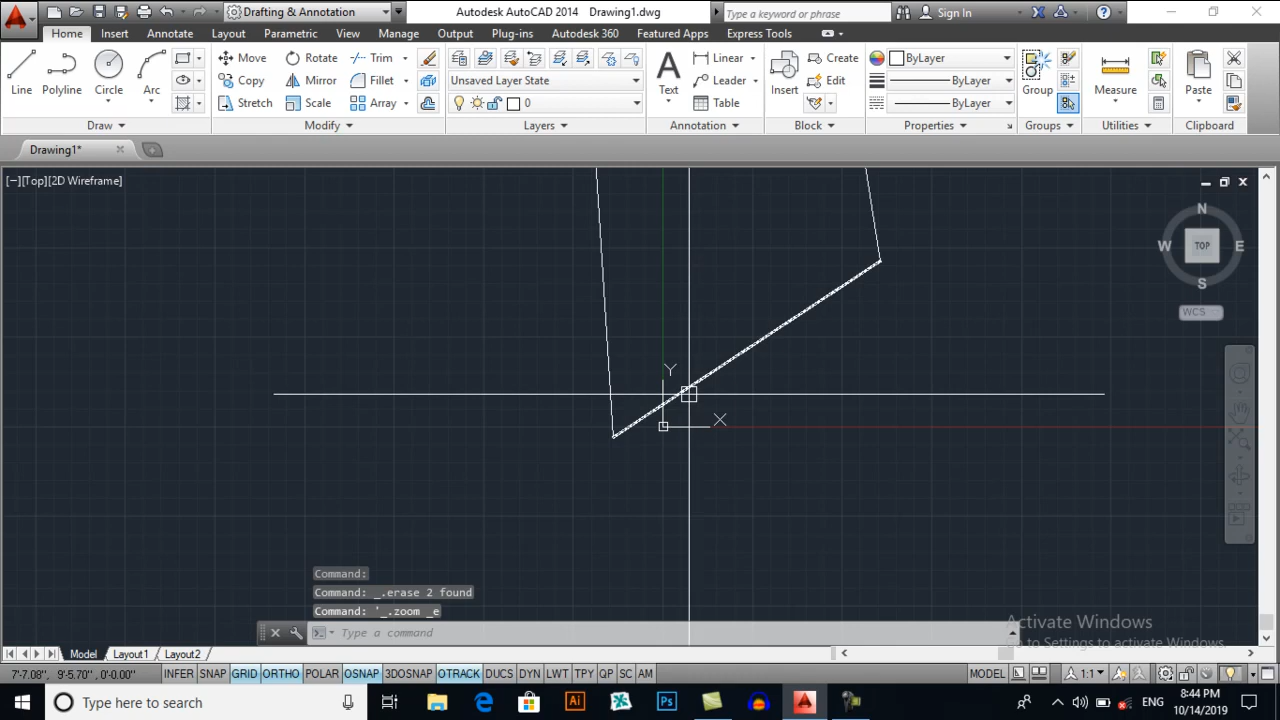 Drafting & Annotation
Autodesk AutoCAD 2014 Drawing1.dwg
Type a keyword or phrase
Sign In
Home Insert Annotate Layout Parametric View Manage Output Plug-ins Autodesk 360 Featured Apps Express Tools
Line Polyline Circle Arc
Move Rotate Trim
Copy Mirror Fillet
Stretch Scale Array
Unsaved Layer State
0
Text
Linear
Leader
Table
Insert
Create
Edit
ByLayer
ByLayer
ByLayer
Group
Measure
Paste
Draw Modify Layers Annotation Block Properties Groups Utilities Clipboard
Drawing1*
[−][Top][2D Wireframe]
N
W TOP E
S
WCS
Y
X
Command:
Command: _.erase 2 found
Command: '_.zoom _e
Type a command
Activate Windows
Go to Settings to activate Windows.
Model Layout1 Layout2
7'-7.08", 9'-5.70", 0'-0.00" INFER SNAP GRID ORTHO POLAR OSNAP 3DOSNAP OTRACK DUCS DYN LWT TPY QP SC AM MODEL 1:1
Type here to search
Ai
Ps
ENG
8:44 PM
10/14/2019